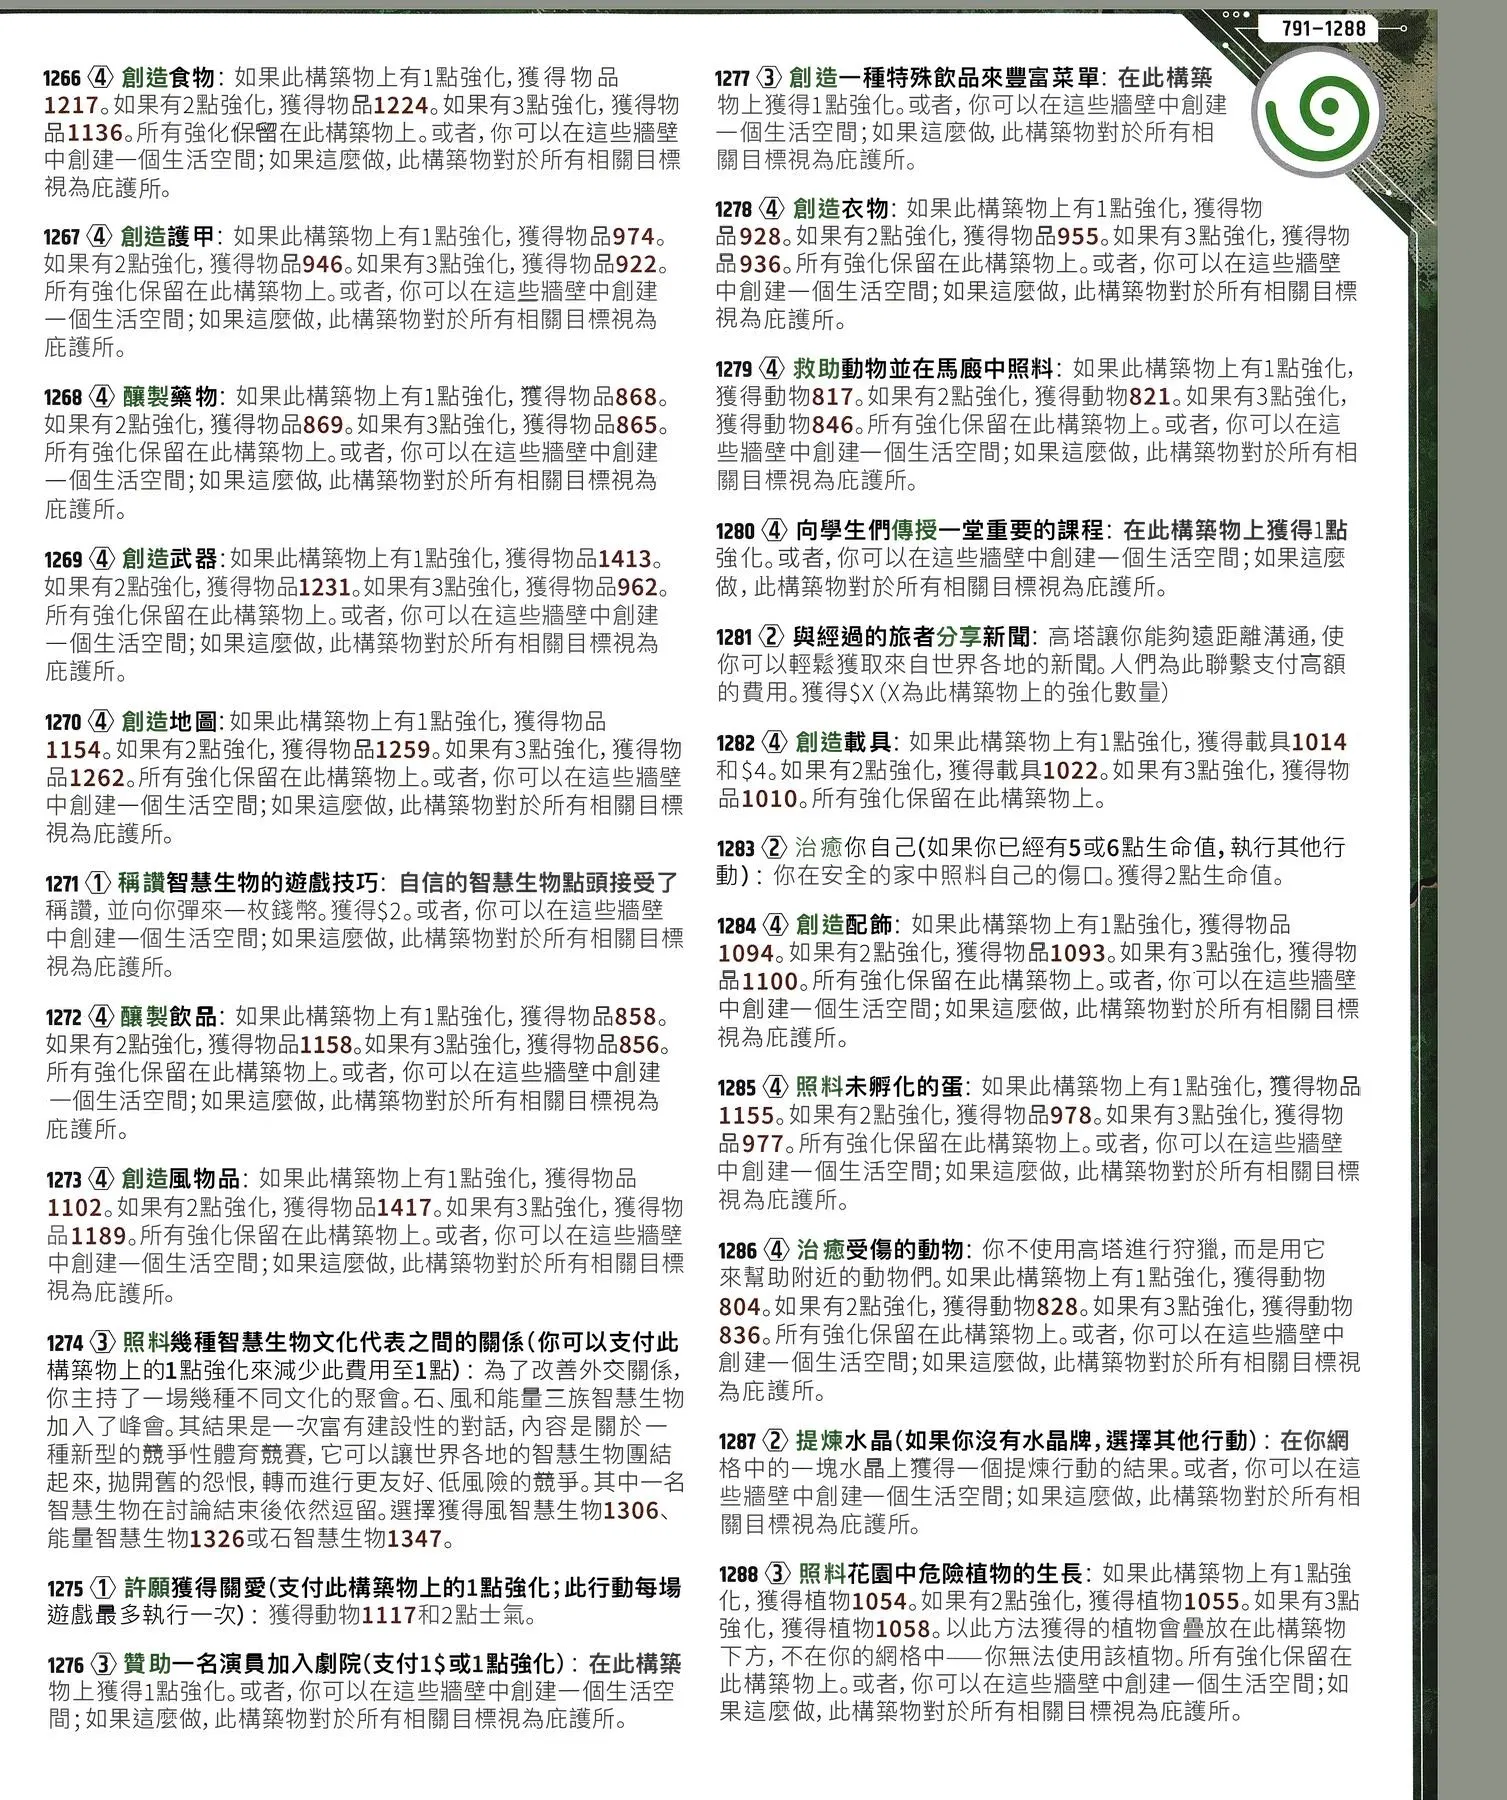 791–1288
1266 4 創造食物：如果此構築物上有1點強化，獲得物品
1217。如果有2點強化，獲得物品1224。如果有3點強化，獲得物
品1136。所有強化保留在此構築物上。或者，你可以在這些牆壁
中創建一個生活空間；如果這麼做，此構築物對於所有相關目標
視為庇護所。
1267 4 創造護甲：如果此構築物上有1點強化，獲得物品974。
如果有2點強化，獲得物品946。如果有3點強化，獲得物品922。
所有強化保留在此構築物上。或者，你可以在這些牆壁中創建
一個生活空間；如果這麼做，此構築物對於所有相關目標視為
庇護所。
1268 4 釀製藥物：如果此構築物上有1點強化，獲得物品868。
如果有2點強化，獲得物品869。如果有3點強化，獲得物品865。
所有強化保留在此構築物上。或者，你可以在這些牆壁中創建
一個生活空間；如果這麼做，此構築物對於所有相關目標視為
庇護所。
1269 4 創造武器：如果此構築物上有1點強化，獲得物品1413。
如果有2點強化，獲得物品1231。如果有3點強化，獲得物品962。
所有強化保留在此構築物上。或者，你可以在這些牆壁中創建
一個生活空間；如果這麼做，此構築物對於所有相關目標視為
庇護所。
1270 4 創造地圖：如果此構築物上有1點強化，獲得物品
1154。如果有2點強化，獲得物品1259。如果有3點強化，獲得物
品1262。所有強化保留在此構築物上。或者，你可以在這些牆壁
中創建一個生活空間；如果這麼做，此構築物對於所有相關目標
視為庇護所。
1271 1 稱讚智慧生物的遊戲技巧：自信的智慧生物點頭接受了
稱讚，並向你彈來一枚錢幣。獲得$2。或者，你可以在這些牆壁
中創建一個生活空間；如果這麼做，此構築物對於所有相關目標
視為庇護所。
1272 4 釀製飲品：如果此構築物上有1點強化，獲得物品858。
如果有2點強化，獲得物品1158。如果有3點強化，獲得物品856。
所有強化保留在此構築物上。或者，你可以在這些牆壁中創建
一個生活空間；如果這麼做，此構築物對於所有相關目標視為
庇護所。
1273 4 創造風物品：如果此構築物上有1點強化，獲得物品
1102。如果有2點強化，獲得物品1417。如果有3點強化，獲得物
品1189。所有強化保留在此構築物上。或者，你可以在這些牆壁
中創建一個生活空間；如果這麼做，此構築物對於所有相關目標
視為庇護所。
1274 3 照料幾種智慧生物文化代表之間的關係（你可以支付此
構築物上的1點強化來減少此費用至1點）：為了改善外交關係，
你主持了一場幾種不同文化的聚會。石、風和能量三族智慧生物
加入了峰會。其結果是一次富有建設性的對話，內容是關於一
種新型的競爭性體育競賽，它可以讓世界各地的智慧生物團結
起來，拋開舊的怨恨，轉而進行更友好、低風險的競爭。其中一名
智慧生物在討論結束後依然逗留。選擇獲得風智慧生物1306、
能量智慧生物1326或石智慧生物1347。
1275 1 許願獲得關愛（支付此構築物上的1點強化；此行動每場
遊戲最多執行一次）：獲得動物1117和2點士氣。
1276 3 贊助一名演員加入劇院（支付1$或1點強化）：在此構築
物上獲得1點強化。或者，你可以在這些牆壁中創建一個生活空
間；如果這麼做，此構築物對於所有相關目標視為庇護所。
1277 3 創造一種特殊飲品來豐富菜單：在此構築
物上獲得1點強化。或者，你可以在這些牆壁中創建
一個生活空間；如果這麼做，此構築物對於所有相
關目標視為庇護所。
1278 4 創造衣物：如果此構築物上有1點強化，獲得物
品928。如果有2點強化，獲得物品955。如果有3點強化，獲得物
品936。所有強化保留在此構築物上。或者，你可以在這些牆壁
中創建一個生活空間；如果這麼做，此構築物對於所有相關目標
視為庇護所。
1279 4 救助動物並在馬廄中照料：如果此構築物上有1點強化，
獲得動物817。如果有2點強化，獲得動物821。如果有3點強化，
獲得動物846。所有強化保留在此構築物上。或者，你可以在這
些牆壁中創建一個生活空間；如果這麼做，此構築物對於所有相
關目標視為庇護所。
1280 4 向學生們傳授一堂重要的課程：在此構築物上獲得1點
強化。或者，你可以在這些牆壁中創建一個生活空間；如果這麼
做，此構築物對於所有相關目標視為庇護所。
1281 2 與經過的旅者分享新聞：高塔讓你能夠遠距離溝通，使
你可以輕鬆獲取來自世界各地的新聞。人們為此聯繫支付高額
的費用。獲得$X（X為此構築物上的強化數量）
1282 4 創造載具：如果此構築物上有1點強化，獲得載具1014
和$4。如果有2點強化，獲得載具1022。如果有3點強化，獲得物
品1010。所有強化保留在此構築物上。
1283 2 治癒你自己（如果你已經有5或6點生命值，執行其他行
動）：你在安全的家中照料自己的傷口。獲得2點生命值。
1284 4 創造配飾：如果此構築物上有1點強化，獲得物品
1094。如果有2點強化，獲得物品1093。如果有3點強化，獲得物
品1100。所有強化保留在此構築物上。或者，你可以在這些牆壁
中創建一個生活空間；如果這麼做，此構築物對於所有相關目標
視為庇護所。
1285 4 照料未孵化的蛋：如果此構築物上有1點強化，獲得物品
1155。如果有2點強化，獲得物品978。如果有3點強化，獲得物
品977。所有強化保留在此構築物上。或者，你可以在這些牆壁
中創建一個生活空間；如果這麼做，此構築物對於所有相關目標
視為庇護所。
1286 4 治癒受傷的動物：你不使用高塔進行狩獵，而是用它
來幫助附近的動物們。如果此構築物上有1點強化，獲得動物
804。如果有2點強化，獲得動物828。如果有3點強化，獲得動物
836。所有強化保留在此構築物上。或者，你可以在這些牆壁中
創建一個生活空間；如果這麼做，此構築物對於所有相關目標視
為庇護所。
1287 2 提煉水晶（如果你沒有水晶牌，選擇其他行動）：在你網
格中的一塊水晶上獲得一個提煉行動的結果。或者，你可以在這
些牆壁中創建一個生活空間；如果這麼做，此構築物對於所有相
關目標視為庇護所。
1288 3 照料花園中危險植物的生長：如果此構築物上有1點強
化，獲得植物1054。如果有2點強化，獲得植物1055。如果有3點
強化，獲得植物1058。以此方法獲得的植物會疊放在此構築物
下方，不在你的網格中——你無法使用該植物。所有強化保留在
此構築物上。或者，你可以在這些牆壁中創建一個生活空間；如
果這麼做，此構築物對於所有相關目標視為庇護所。